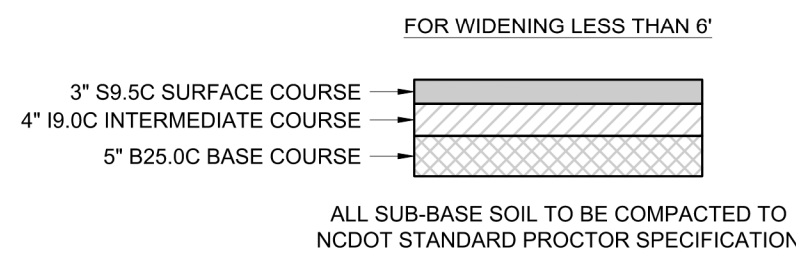 FOR WIDENING LESS THAN 6'
3" S9.5C SURFACE COURSE
4" I9.0C INTERMEDIATE COURSE
5" B25.0C BASE COURSE
ALL SUB-BASE SOIL TO BE COMPACTED TO
NCDOT STANDARD PROCTOR SPECIFICATION